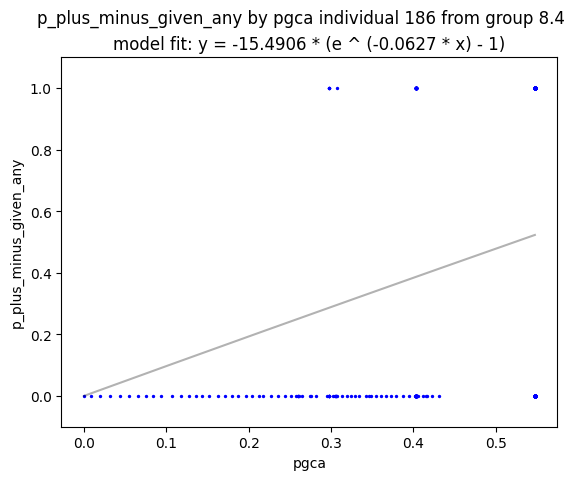 p_plus_minus_given_any by pgca individual 186 from group 8.4
model fit: y = -15.4906 * (e ^ (-0.0627 * x) - 1)
1.0
0.8
0.6
0.4
0.2
0.0
p_plus_minus_given_any
0.0 0.1 0.2 0.3 0.4 0.5
pgca